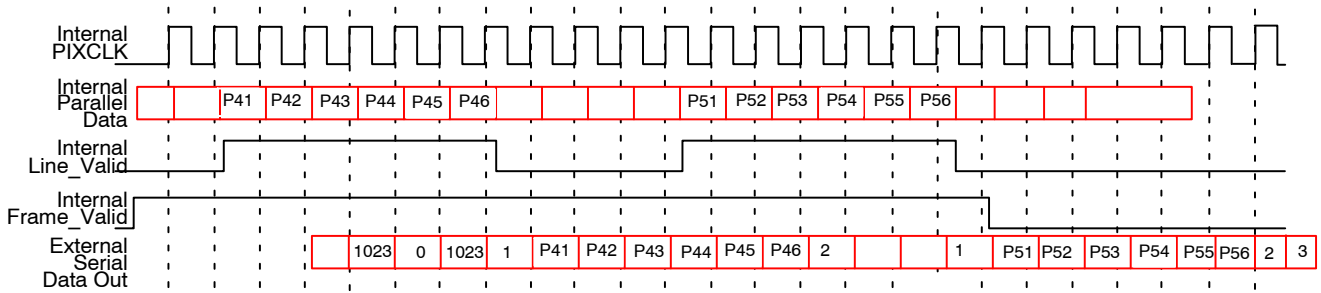 Internal
PIXCLK
Internal
Parallel
Data
P41 P42 P43 P44 P45 P46 P51 P52 P53 P54 P55 P56
Internal
Line_Valid
Internal
Frame_Valid
External
Serial
Data Out
1023 0 1023 1 P41 P42 P43 P44 P45 P46 2 1 P51 P52 P53 P54 P55 P56 2 3